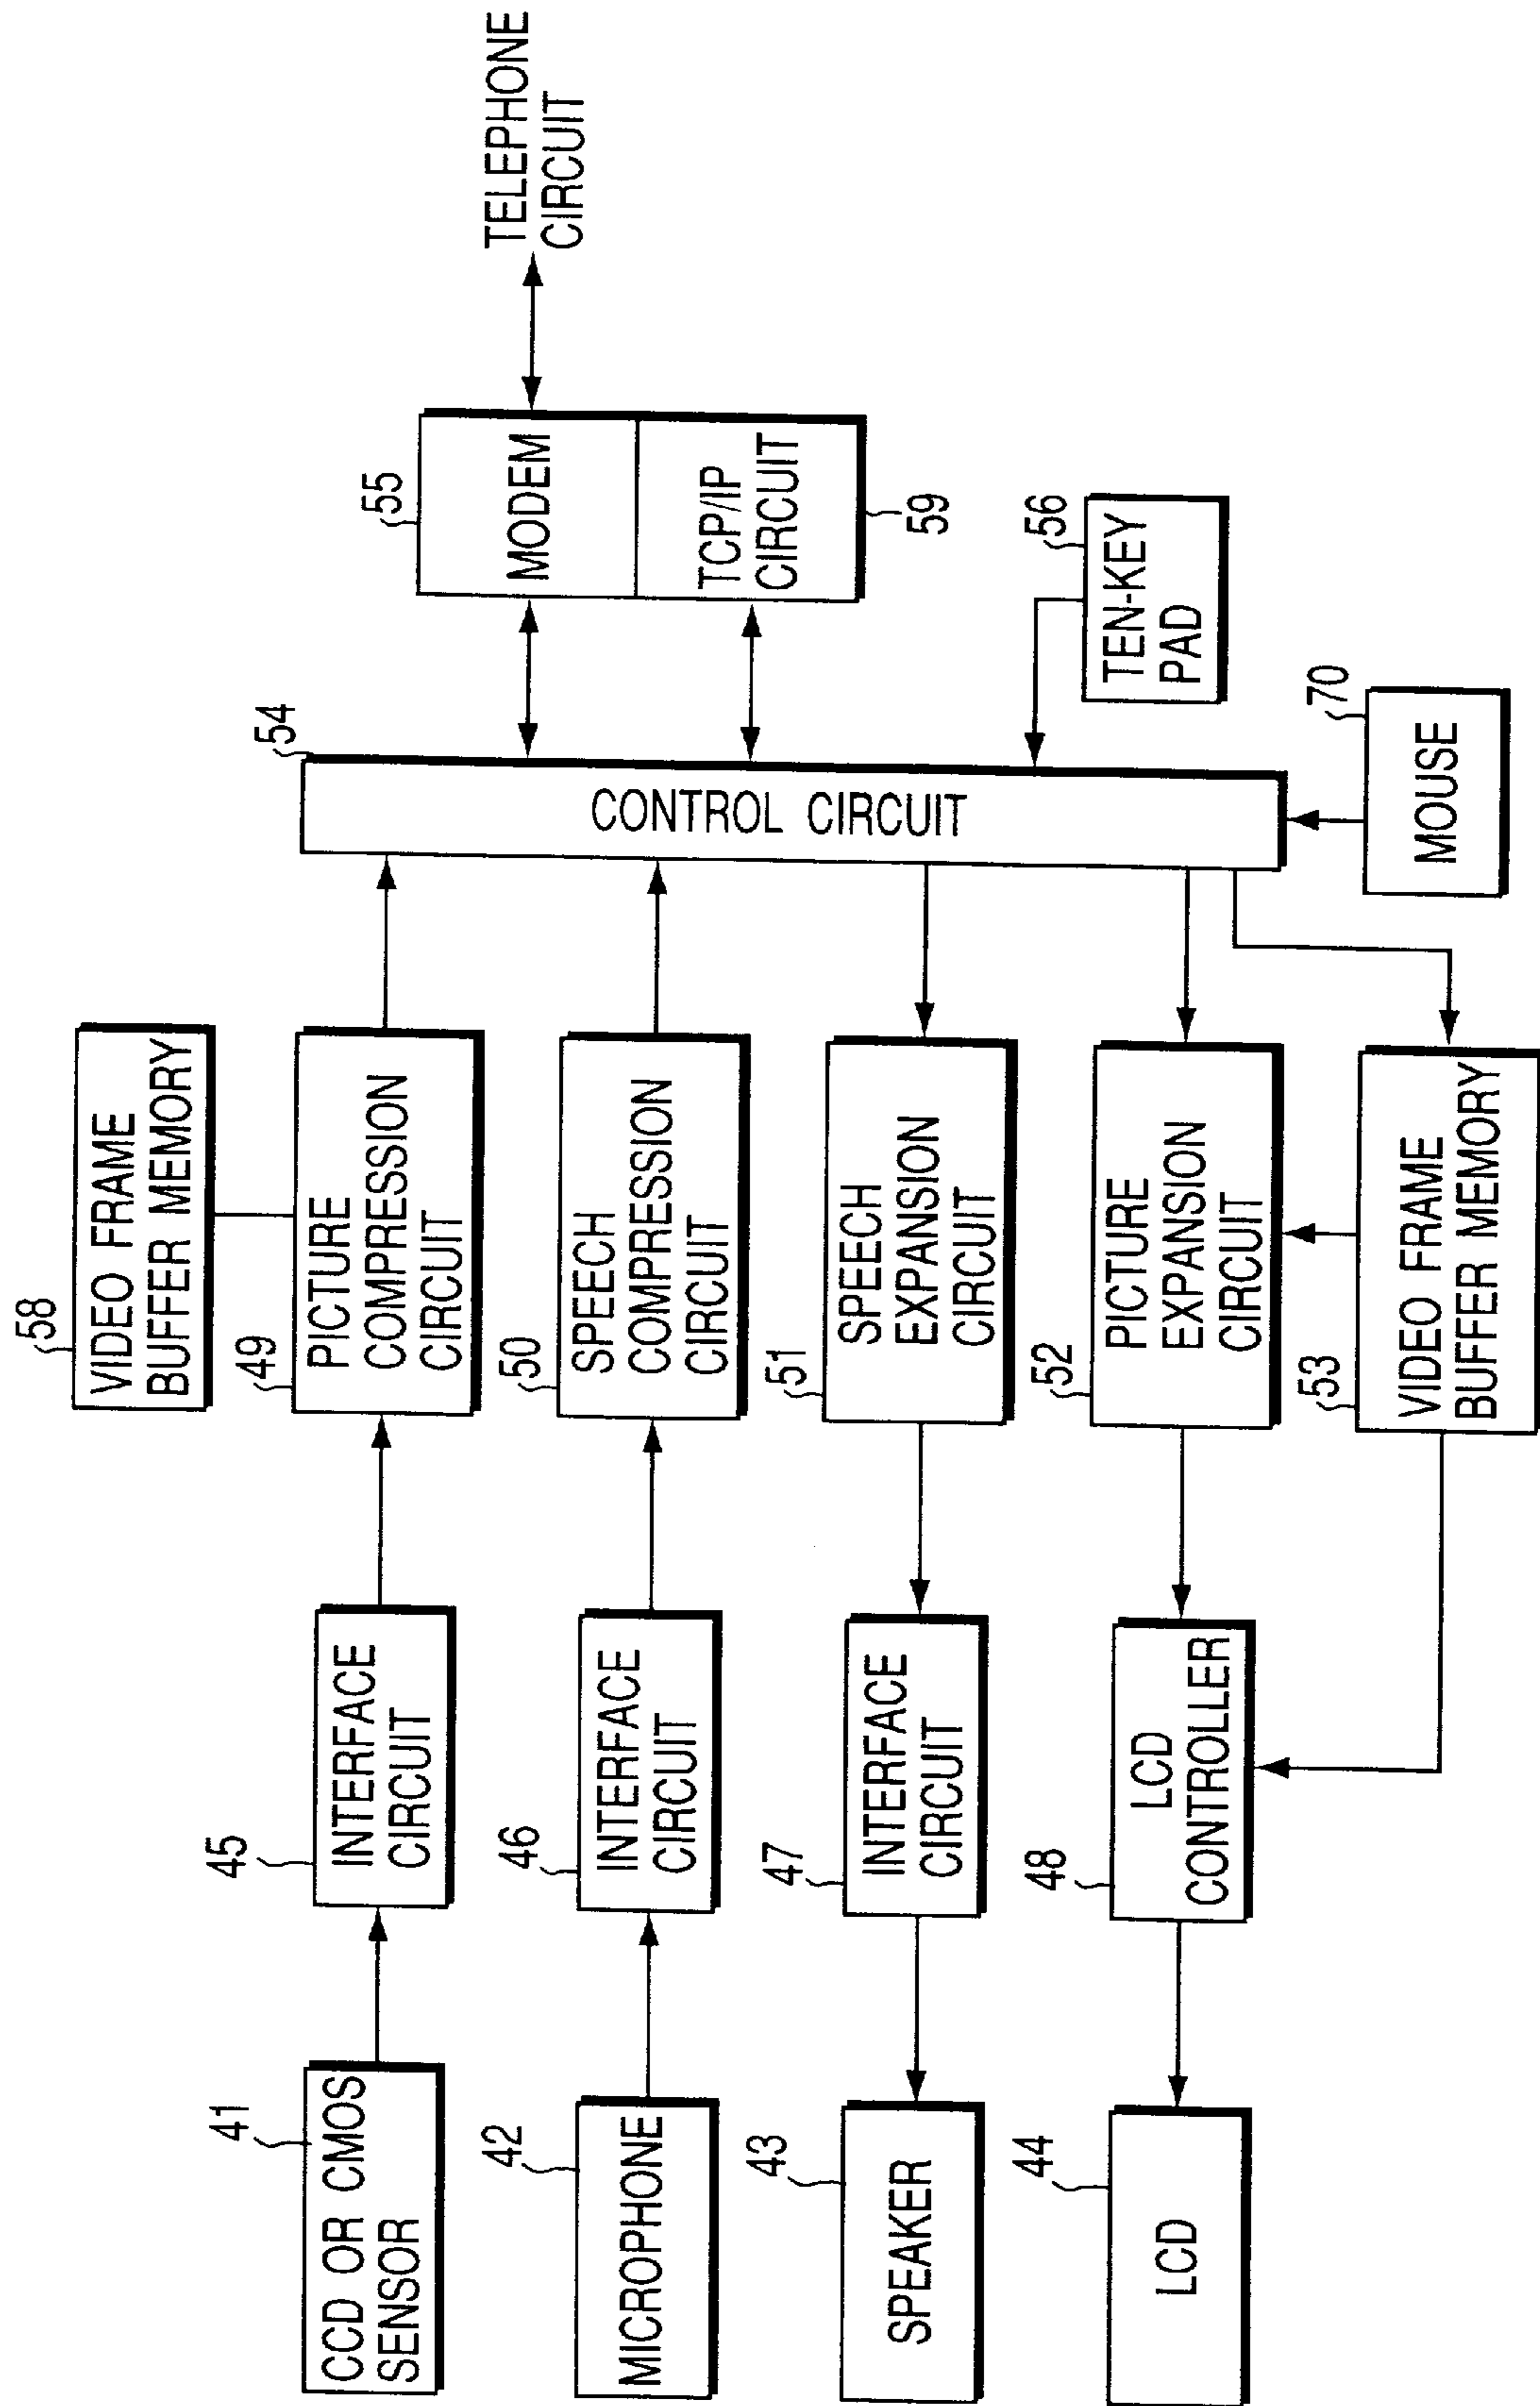 58
VIDEO FRAME
BUFFER MEMORY
41
CCD OR CMOS
SENSOR
45
INTERFACE
CIRCUIT
49
PICTURE
COMPRESSION
CIRCUIT
54
CONTROL CIRCUIT
55
MODEM
TCP/IP
CIRCUIT
59
TELEPHONE
CIRCUIT
42
MICROPHONE
46
INTERFACE
CIRCUIT
50
SPEECH
COMPRESSION
CIRCUIT
43
SPEAKER
47
INTERFACE
CIRCUIT
51
SPEECH
EXPANSION
CIRCUIT
56
TEN-KEY
PAD
44
LCD
48
LCD
CONTROLLER
52
PICTURE
EXPANSION
CIRCUIT
53
VIDEO FRAME
BUFFER MEMORY
70
MOUSE